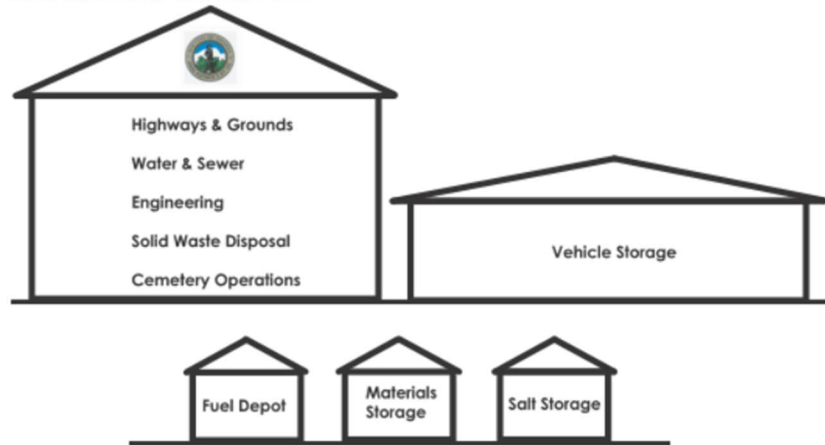 Highways & Grounds
Water & Sewer
Engineering
Solid Waste Disposal
Cemetery Operations
Vehicle Storage
Fuel Depot
Materials
Storage
Salt Storage